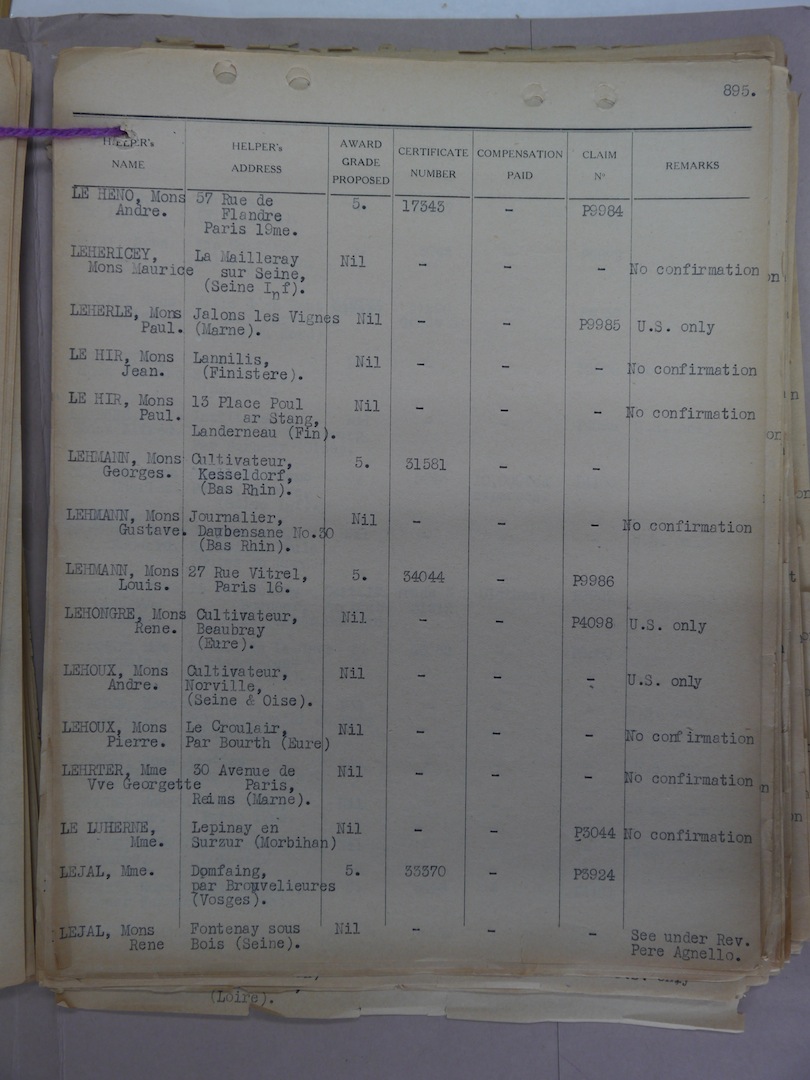 895.
HELPER's NAME | HELPER's ADDRESS | AWARD GRADE PROPOSED | CERTIFICATE NUMBER | COMPENSATION PAID | CLAIM No | REMARKS
LE HENO, Mons 57 Rue de 5. 17343 - P9984
Andre. Flandre
Paris 19me.
LEHERICEY, La Mailleray Nil - - - No confirmation
Mons Maurice sur Seine,
(Seine Inf).
LEHERLE, Mons Jalons les Vignes Nil - - P9985 U.S. only
Paul. (Marne).
LE HIR, Mons Lannilis, Nil - - - No confirmation
Jean. (Finistere).
LE HIR, Mons 13 Place Poul Nil - - - No confirmation
Paul. ar Stang,
Landerneau (Fin).
LEHMANN, Mons Cultivateur, 5. 31581 - -
Georges. Kesseldorf,
(Bas Rhin).
LEHMANN, Mons Journalier, Nil - - - No confirmation
Gustave. Daubensane No.30
(Bas Rhin).
LEHMANN, Mons 27 Rue Vitrel, 5. 34044 - P9986
Louis. Paris 16.
LEHONGRE, Mons Cultivateur, Nil - - P4098 U.S. only
Rene. Beaubray
(Eure).
LEHOUX, Mons Cultivateur, Nil - - - U.S. only
Andre. Norville,
(Seine & Oise).
LEHOUX, Mons Le Croulair, Nil - - - No confirmation
Pierre. Par Bourth (Eure)
LEHRTER, Mme 30 Avenue de Nil - - - No confirmation
Vve Georgette Paris,
Reims (Marne).
LE LUHERNE, Lepinay en Nil - - P3044 No confirmation
Mme. Surzur (Morbihan)
LEJAL, Mme. Domfaing, 5. 33370 - P3924
par Brouvelieures
(Vosges).
LEJAL, Mons Fontenay sous Nil - - - See under Rev.
Rene Bois (Seine). Pere Agnello.
(Loire).